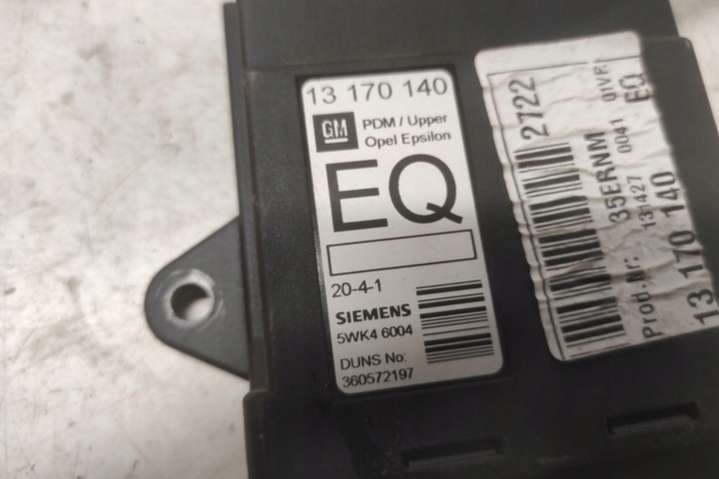 13 170 140
GM
PDM / Upper
Opel Epsilon
EQ
20-4-1
SIEMENS
5WK4 6004
DUNS No:
360572197
2722
Prod.-Nr: 35ERNM
131427 0041 01VR
13 170 140 EQ